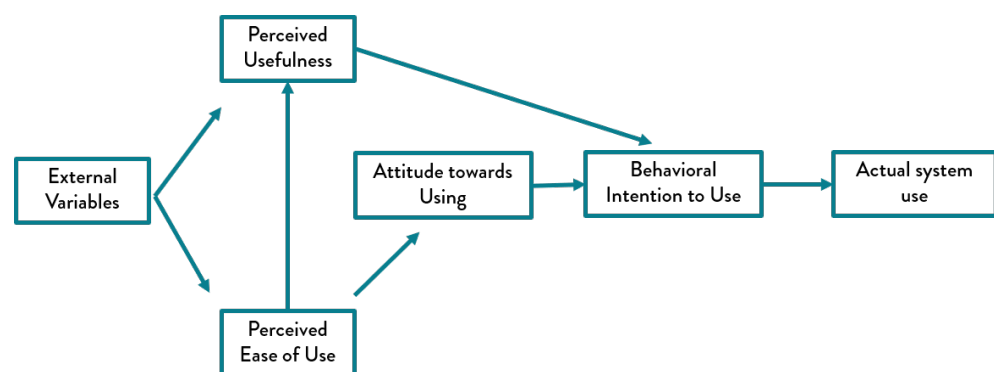 Perceived
Usefulness
External
Variables
Attitude towards
Using
Behavioral
Intention to Use
Actual system
use
Perceived
Ease of Use